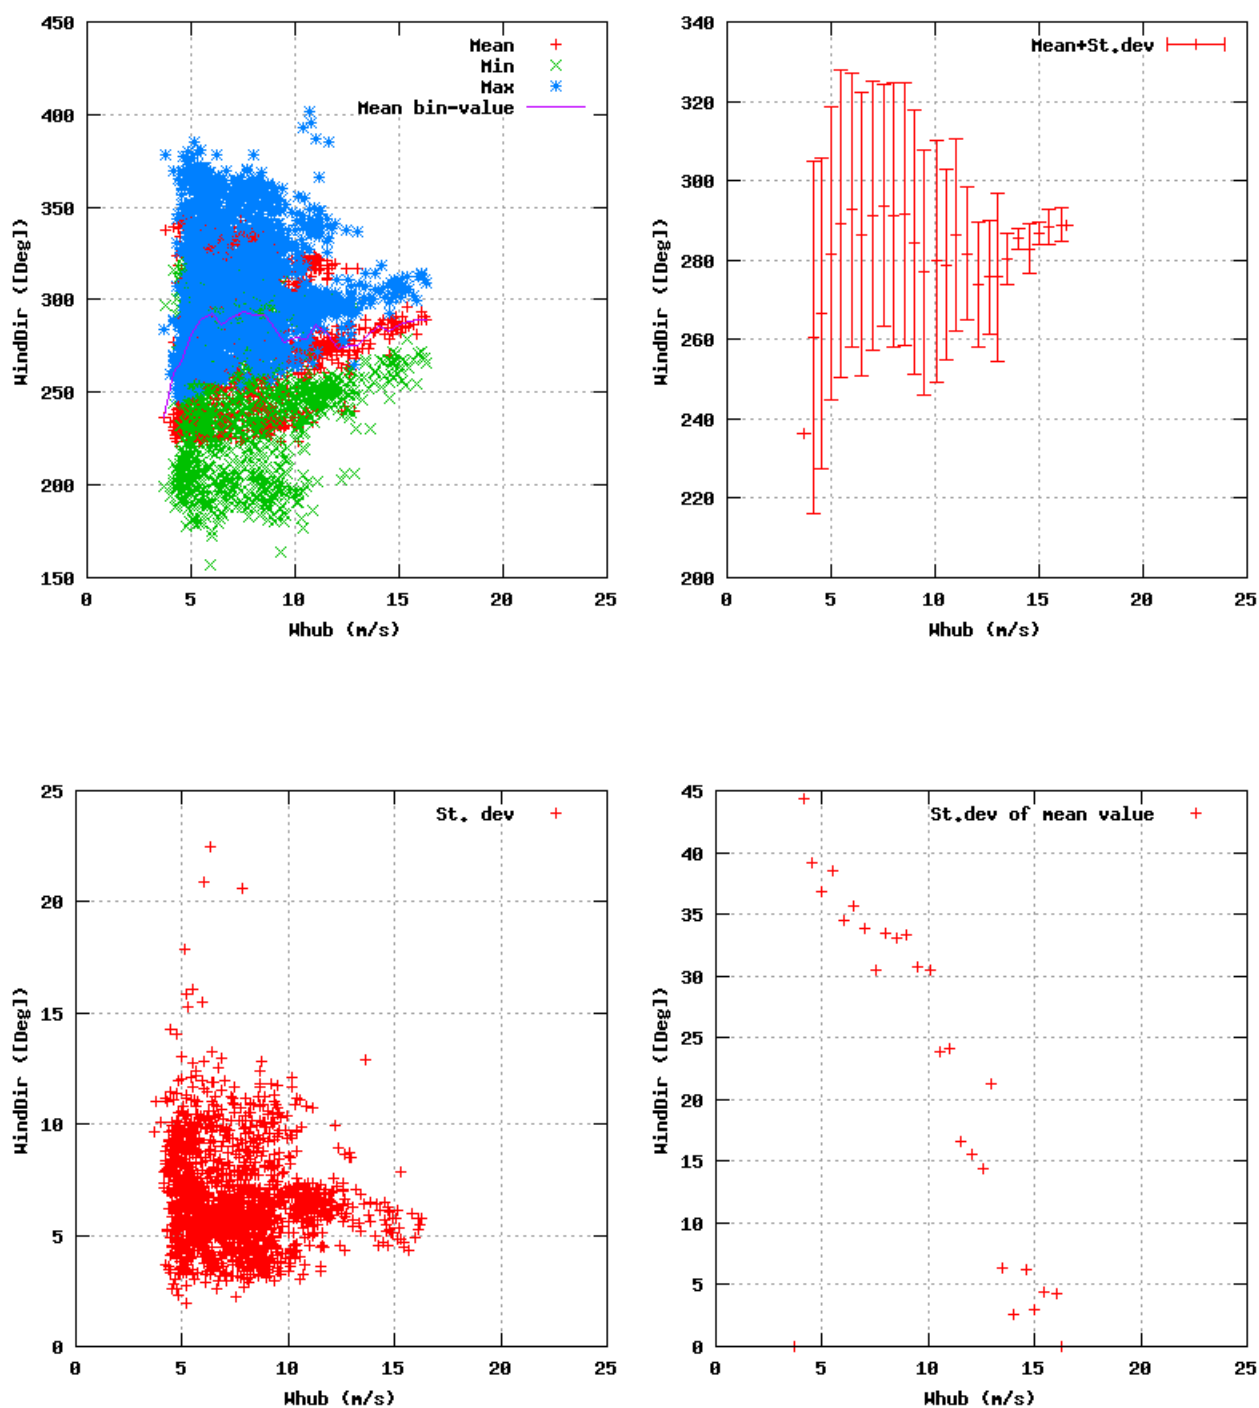 450
400
350
300
250
200
150
WindDir ([Deg])
Mean
Min
Max
Mean bin-value
0 5 10 15 20 25
Whub (m/s)
340
320
300
280
260
240
220
200
WindDir ([Deg])
Mean+St.dev
0 5 10 15 20 25
Whub (m/s)
25
20
15
10
5
0
WindDir ([Deg])
St. dev
0 5 10 15 20 25
Whub (m/s)
45
40
35
30
25
20
15
10
5
0
WindDir ([Deg])
St.dev of mean value
0 5 10 15 20 25
Whub (m/s)